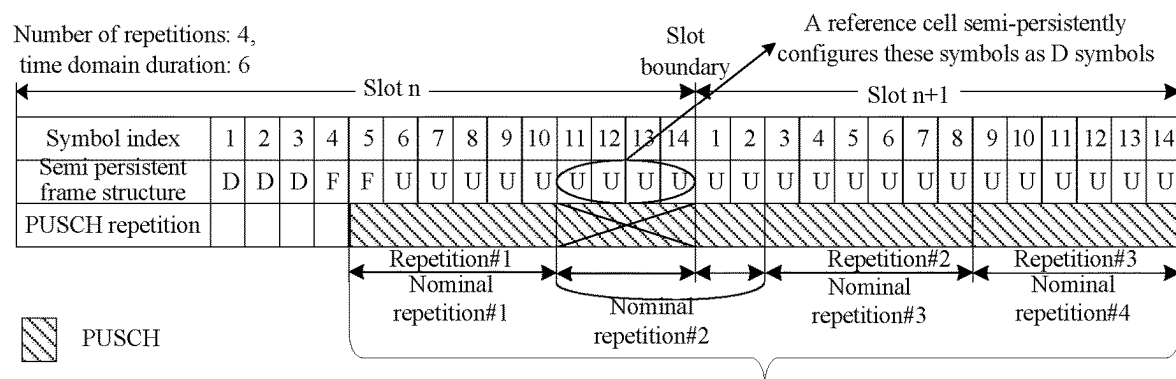 Number of repetitions: 4,
time domain duration: 6
Slot
boundary
A reference cell semi-persistently
configures these symbols as D symbols
Slot n
Slot n+1
Symbol index 1 2 3 4 5 6 7 8 9 10 11 12 13 14 1 2 3 4 5 6 7 8 9 10 11 12 13 14
Semi persistent
frame structure
D D D F F U U U U U U U U U U U U U U U U U U U U U U U
PUSCH repetition
Repetition#1
Repetition#2
Repetition#3
Nominal
repetition#1
Nominal
repetition#2
Nominal
repetition#3
Nominal
repetition#4
PUSCH